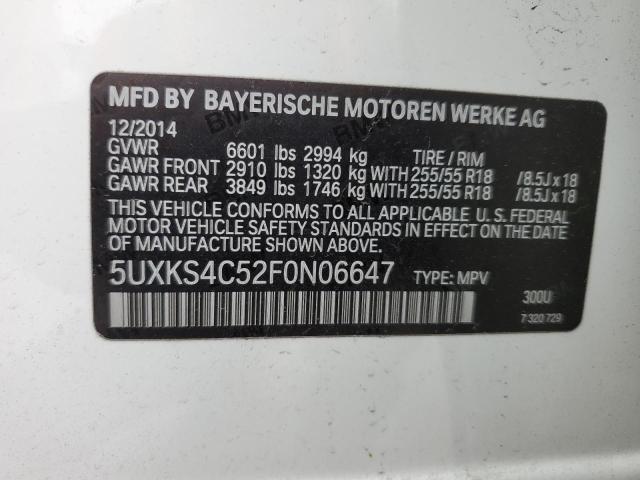 MFD BY BAYERISCHE MOTOREN WERKE AG
12/2014
GVWR 6601 lbs 2994 kg TIRE / RIM
GAWR FRONT 2910 lbs 1320 kg WITH 255/55 R18 /8.5J x 18
GAWR REAR 3849 lbs 1746 kg WITH 255/55 R18 /8.5J x 18
THIS VEHICLE CONFORMS TO ALL APPLICABLE U. S. FEDERAL
MOTOR VEHICLE SAFETY STANDARDS IN EFFECT ON THE
DATE OF MANUFACTURE SHOWN ABOVE.
5UXKS4C52F0N06647 TYPE: MPV
300U
7 320 729